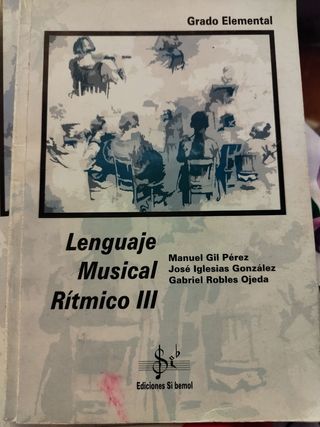 Grado Elemental
Lenguaje
Musical
Rítmico III
Manuel Gil Pérez
José Iglesias González
Gabriel Robles Ojeda
Ediciones Si bemol